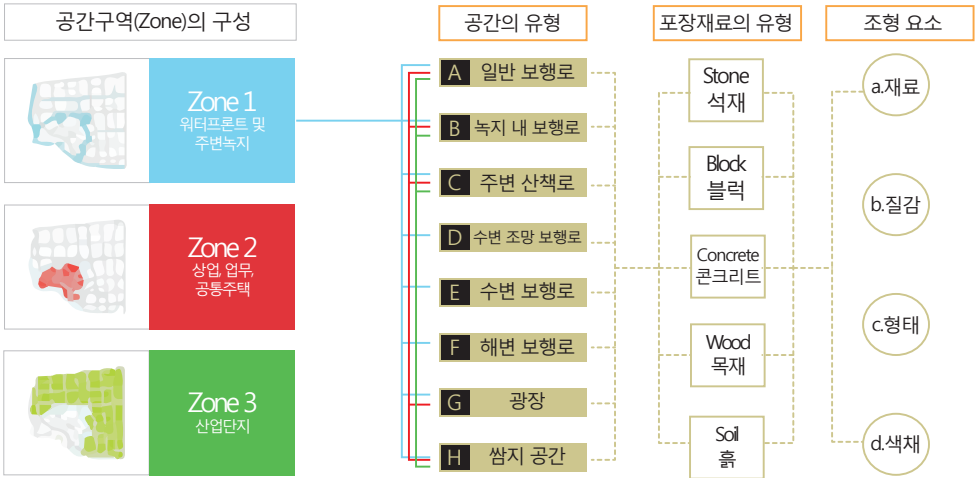 공간구역(Zone)의 구성
공간의 유형
포장재료의 유형
조형 요소
Zone 1
워터프론트 및
주변녹지
Zone 2
상업, 업무,
공통주택
Zone 3
산업단지
A 일반 보행로
B 녹지 내 보행로
C 주변 산책로
D 수변 조망 보행로
E 수변 보행로
F 해변 보행로
G 광장
H 쌈지 공간
Stone
석재
Block
블럭
Concrete
콘크리트
Wood
목재
Soil
흙
a.재료
b.질감
c.형태
d.색채